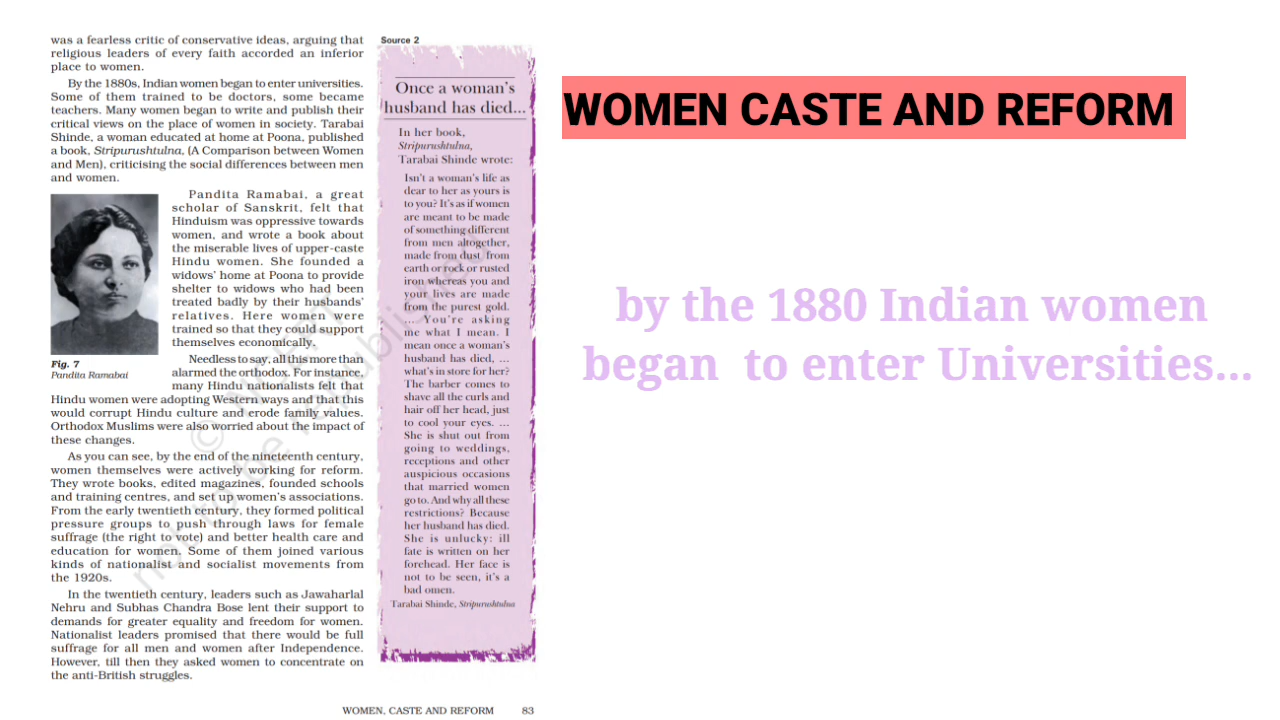 was a fearless critic of conservative ideas, arguing that
religious leaders of every faith accorded an inferior
place to women.
By the 1880s, Indian women began to enter universities.
Some of them trained to be doctors, some became
teachers. Many women began to write and publish their
critical views on the place of women in society. Tarabai
Shinde, a woman educated at home at Poona, published
a book, Stripurushtulna, (A Comparison between Women
and Men), criticising the social differences between men
and women.
Pandita Ramabai, a great
scholar of Sanskrit, felt that
Hinduism was oppressive towards
women, and wrote a book about
the miserable lives of upper-caste
Hindu women. She founded a
widows' home at Poona to provide
shelter to widows who had been
treated badly by their husbands'
relatives. Here women were
trained so that they could support
themselves economically.
Fig. 7
Pandita Ramabai
Needless to say, all this more than
alarmed the orthodox. For instance,
many Hindu nationalists felt that
Hindu women were adopting Western ways and that this
would corrupt Hindu culture and erode family values.
Orthodox Muslims were also worried about the impact of
these changes.
As you can see, by the end of the nineteenth century,
women themselves were actively working for reform.
They wrote books, edited magazines, founded schools
and training centres, and set up women's associations.
From the early twentieth century, they formed political
pressure groups to push through laws for female
suffrage (the right to vote) and better health care and
education for women. Some of them joined various
kinds of nationalist and socialist movements from
the 1920s.
In the twentieth century, leaders such as Jawaharlal
Nehru and Subhas Chandra Bose lent their support to
demands for greater equality and freedom for women.
Nationalist leaders promised that there would be full
suffrage for all men and women after Independence.
However, till then they asked women to concentrate on
the anti-British struggles.
Source 2
Once a woman's
husband has died...
In her book,
Stripurushtulna,
Tarabai Shinde wrote:
Isn't a woman's life as
dear to her as yours is
to you? It's as if women
are meant to be made
of something different
from men altogether,
made from dust from
earth or rock or rusted
iron whereas you and
your lives are made
from the purest gold.
... You're asking
me what I mean. I
mean once a woman's
husband has died, ...
what's in store for her?
The barber comes to
shave all the curls and
hair off her head, just
to cool your eyes. ...
She is shut out from
going to weddings,
receptions and other
auspicious occasions
that married women
go to. And why all these
restrictions? Because
her husband has died.
She is unlucky: ill
fate is written on her
forehead. Her face is
not to be seen, it's a
bad omen.
Tarabai Shinde, Stripurushtulna
WOMEN, CASTE AND REFORM 83
WOMEN CASTE AND REFORM
by the 1880 Indian women
began to enter Universities...
not to be republished